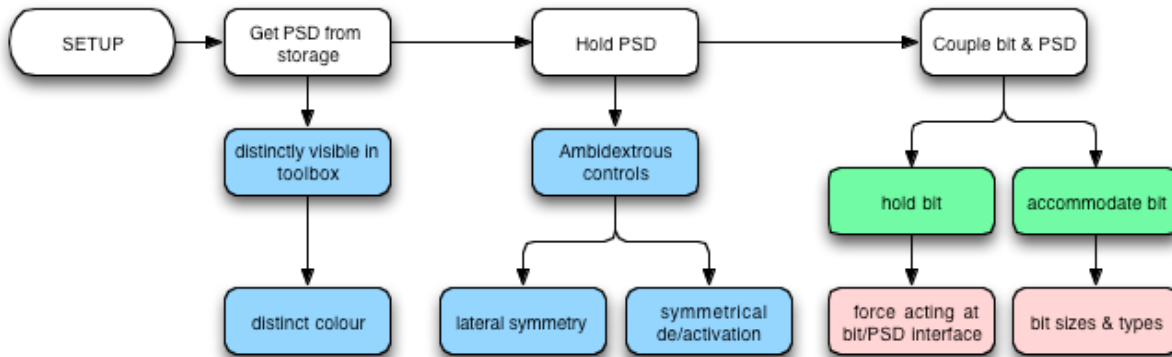 SETUP
Get PSD from
storage
Hold PSD
Couple bit & PSD
distinctly visible in
toolbox
Ambidextrous
controls
hold bit
accommodate bit
distinct colour
lateral symmetry
symmetrical
de/activation
force acting at
bit/PSD interface
bit sizes & types